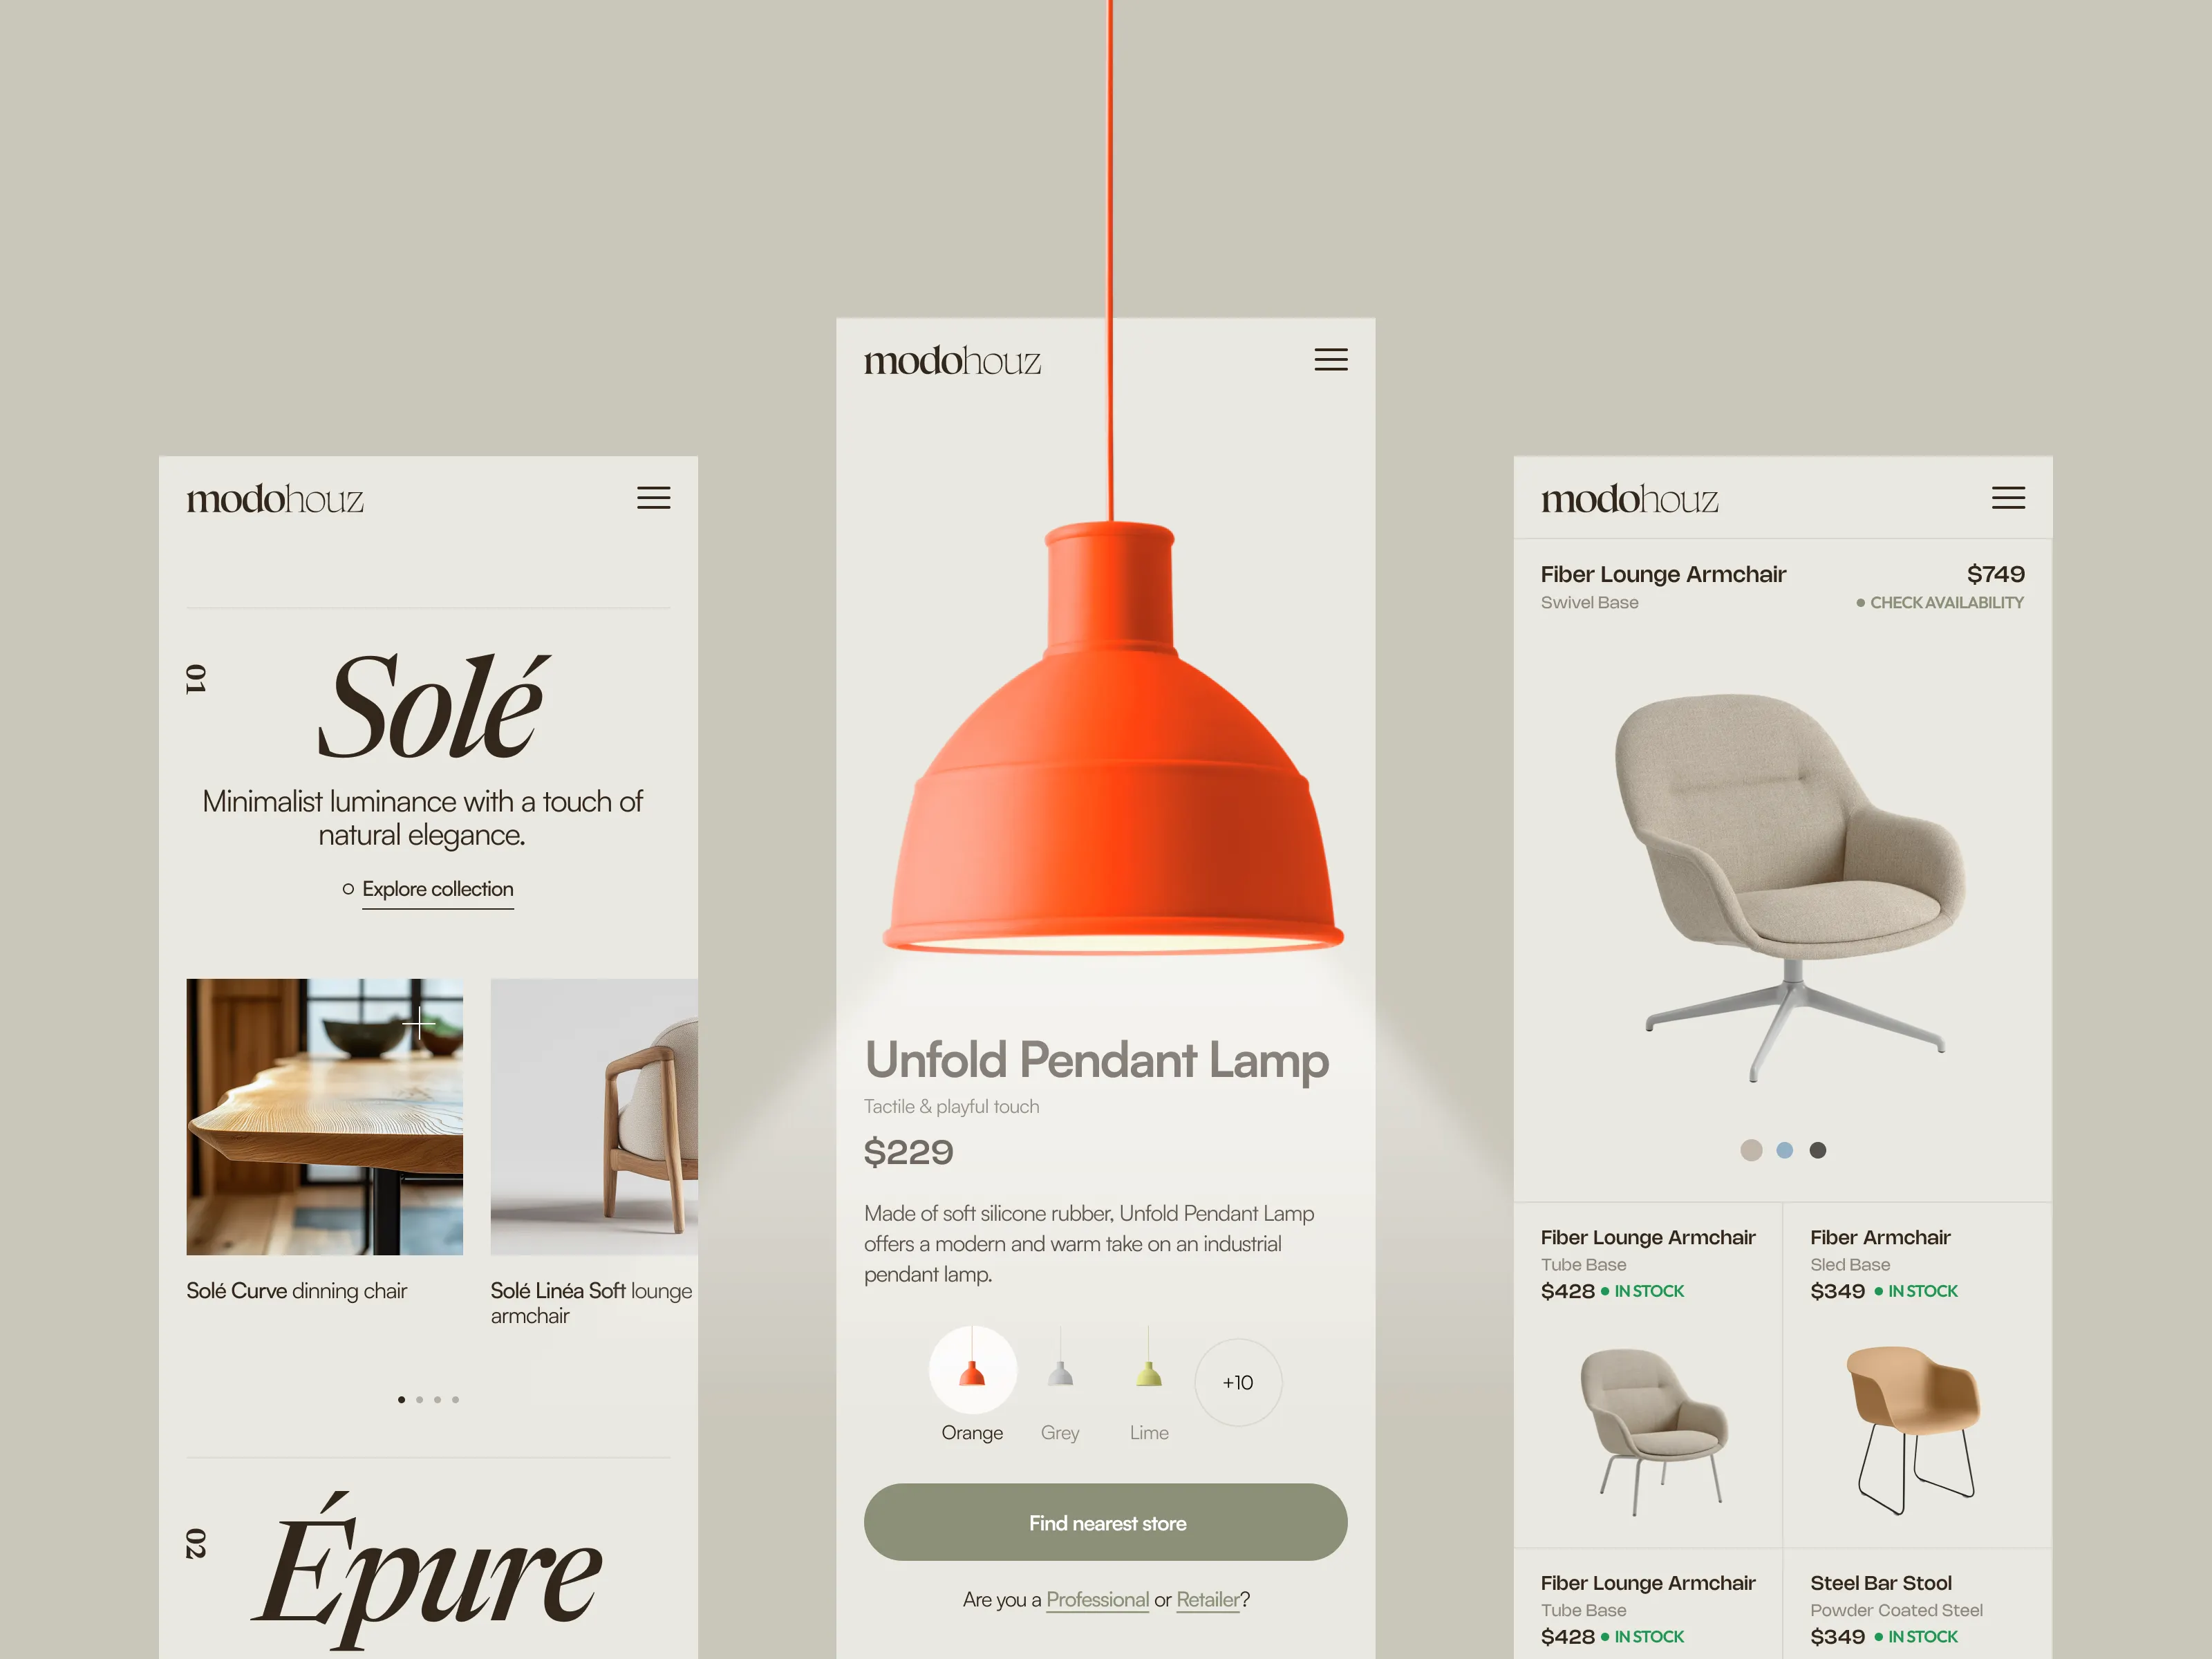 modohouz
01
Solé
Minimalist luminance with a touch of
natural elegance.
Explore collection
Solé Curve dinning chair
Solé Linéa Soft lounge
armchair
02
Épure
modohouz
Unfold Pendant Lamp
Tactile & playful touch
$229
Made of soft silicone rubber, Unfold Pendant Lamp
offers a modern and warm take on an industrial
pendant lamp.
+10
Orange
Grey
Lime
Find nearest store
Are you a Professional or Retailer?
modohouz
Fiber Lounge Armchair
$749
Swivel Base
CHECK AVAILABILITY
Fiber Lounge Armchair
Tube Base
$428 IN STOCK
Fiber Armchair
Sled Base
$349 IN STOCK
Fiber Lounge Armchair
Tube Base
$428 IN STOCK
Steel Bar Stool
Powder Coated Steel
$349 IN STOCK